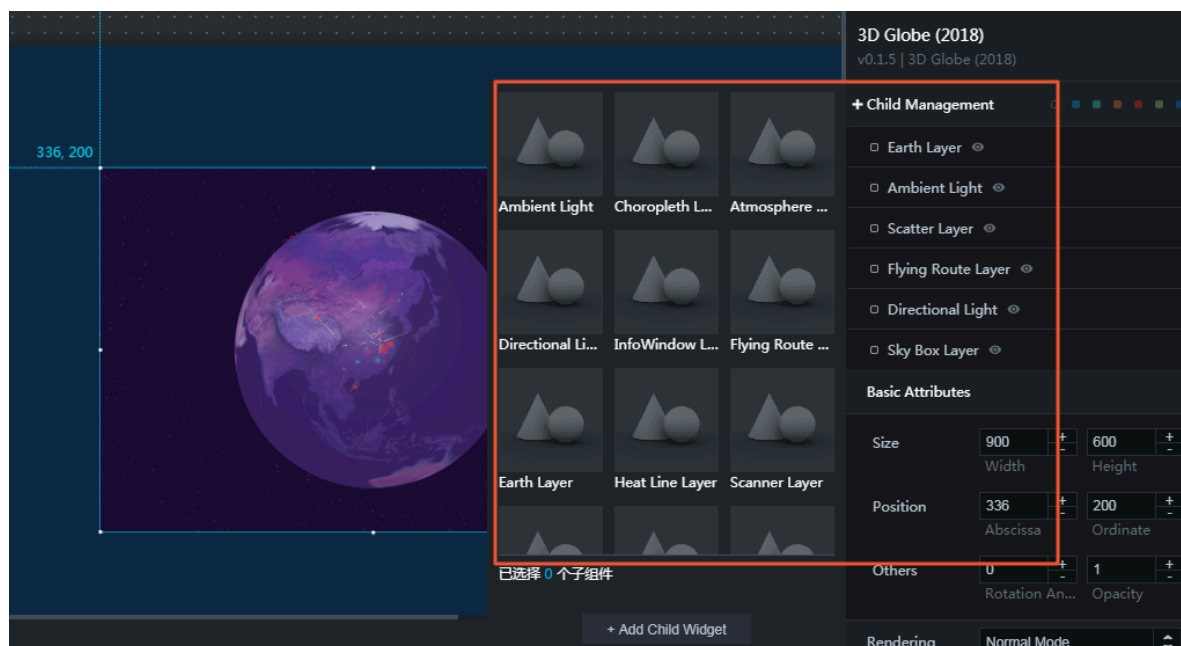 3D Globe (2018)
v0.1.5 | 3D Globe (2018)
336, 200
Ambient Light
Choropleth L...
Atmosphere ...
Directional Li...
InfoWindow L...
Flying Route ...
Earth Layer
Heat Line Layer
Scanner Layer
已选择 0 个子组件
+ Add Child Widget
+ Child Management
Earth Layer
Ambient Light
Scatter Layer
Flying Route Layer
Directional Light
Sky Box Layer
Basic Attributes
Size 900 + - 600 + -
Width Height
Position 336 + - 200 + -
Abscissa Ordinate
Others 0 + - 1 + -
Rotation An... Opacity
Rendering Normal Mode